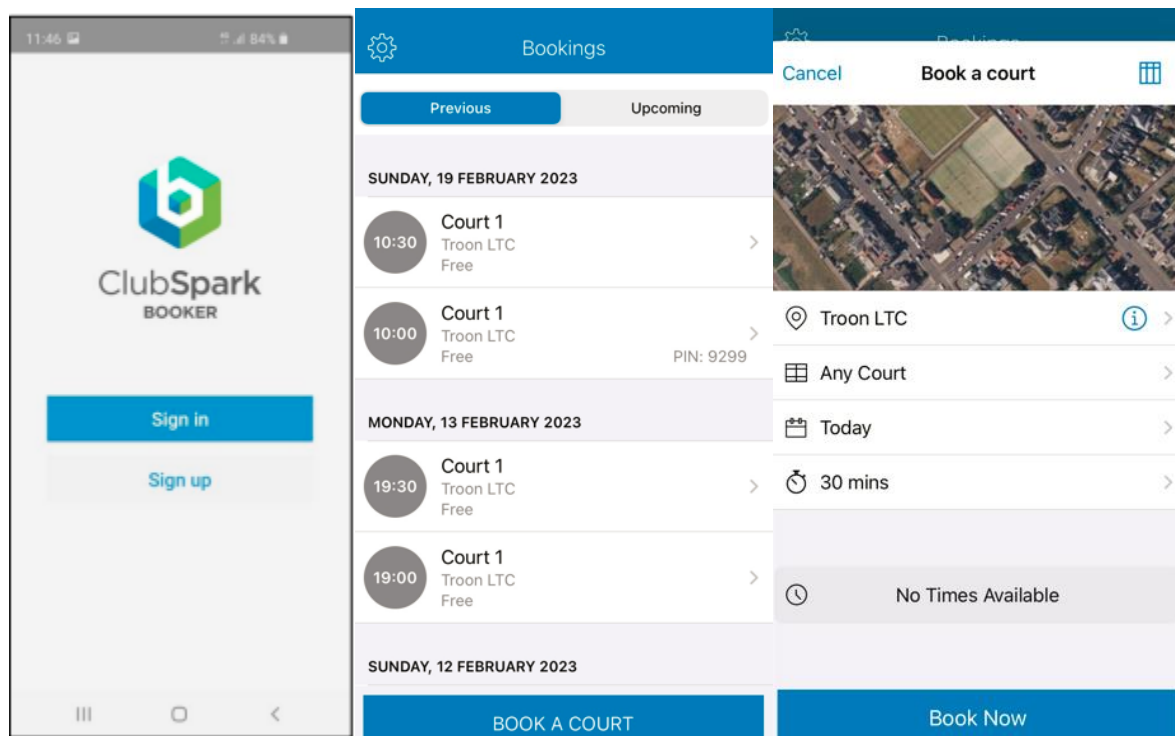 11:46 84%
ClubSpark
BOOKER
Sign in
Sign up
Bookings
Previous Upcoming
SUNDAY, 19 FEBRUARY 2023
10:30 Court 1
Troon LTC
Free
10:00 Court 1
Troon LTC
Free PIN: 9299
MONDAY, 13 FEBRUARY 2023
19:30 Court 1
Troon LTC
Free
19:00 Court 1
Troon LTC
Free
SUNDAY, 12 FEBRUARY 2023
BOOK A COURT
Bookings
Cancel Book a court
Troon LTC
Any Court
Today
30 mins
No Times Available
Book Now